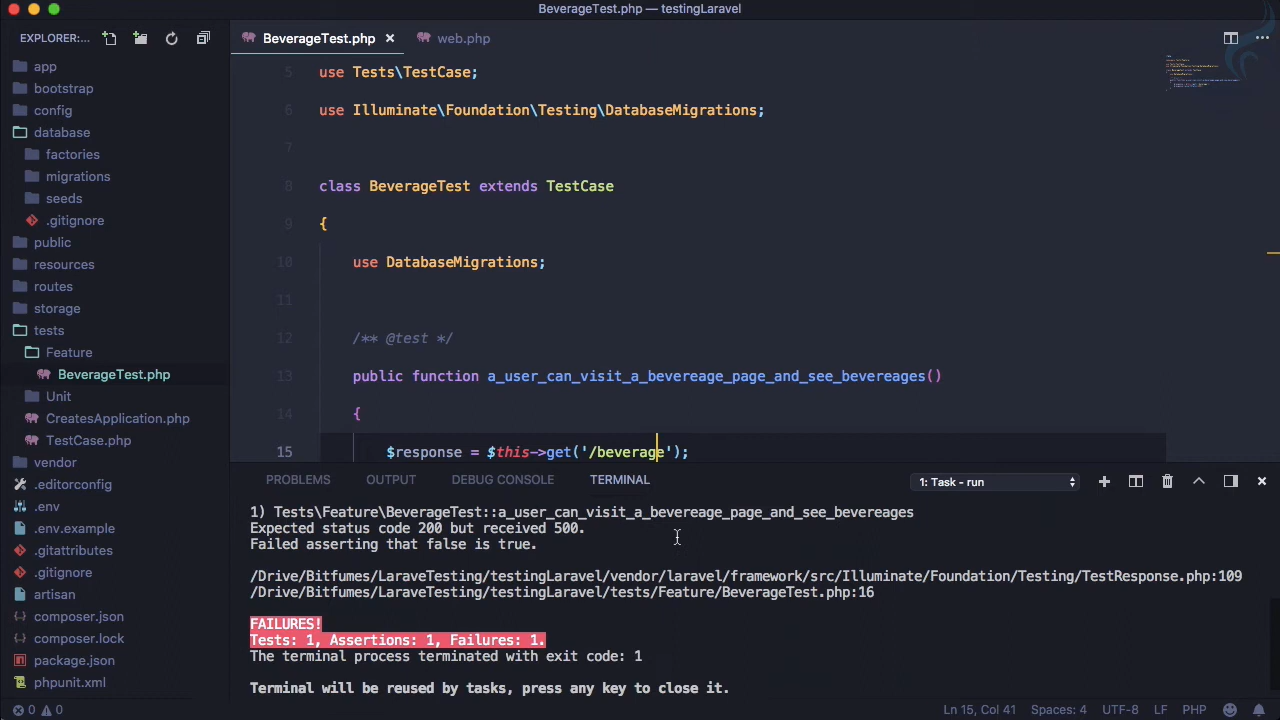 BeverageTest.php — testingLaravel
EXPLORER:...
app
bootstrap
config
database
factories
migrations
seeds
.gitignore
public
resources
routes
storage
tests
Feature
BeverageTest.php
Unit
CreatesApplication.php
TestCase.php
vendor
.editorconfig
.env
.env.example
.gitattributes
.gitignore
artisan
composer.json
composer.lock
package.json
phpunit.xml
BeverageTest.php
web.php
5 use Tests\TestCase;
6 use Illuminate\Foundation\Testing\DatabaseMigrations;
7
8 class BeverageTest extends TestCase
9 {
10 use DatabaseMigrations;
11
12 /** @test */
13 public function a_user_can_visit_a_bevereage_page_and_see_bevereages()
14 {
15 $response = $this->get('/beverage');
PROBLEMS OUTPUT DEBUG CONSOLE TERMINAL 1: Task - run
1) Tests\Feature\BeverageTest::a_user_can_visit_a_bevereage_page_and_see_bevereages
Expected status code 200 but received 500.
Failed asserting that false is true.
/Drive/Bitfumes/LaraveTesting/testingLaravel/vendor/laravel/framework/src/Illuminate/Foundation/Testing/TestResponse.php:109
/Drive/Bitfumes/LaraveTesting/testingLaravel/tests/Feature/BeverageTest.php:16
FAILURES!
Tests: 1, Assertions: 1, Failures: 1.
The terminal process terminated with exit code: 1
Terminal will be reused by tasks, press any key to close it.
0 0 Ln 15, Col 41 Spaces: 4 UTF-8 LF PHP